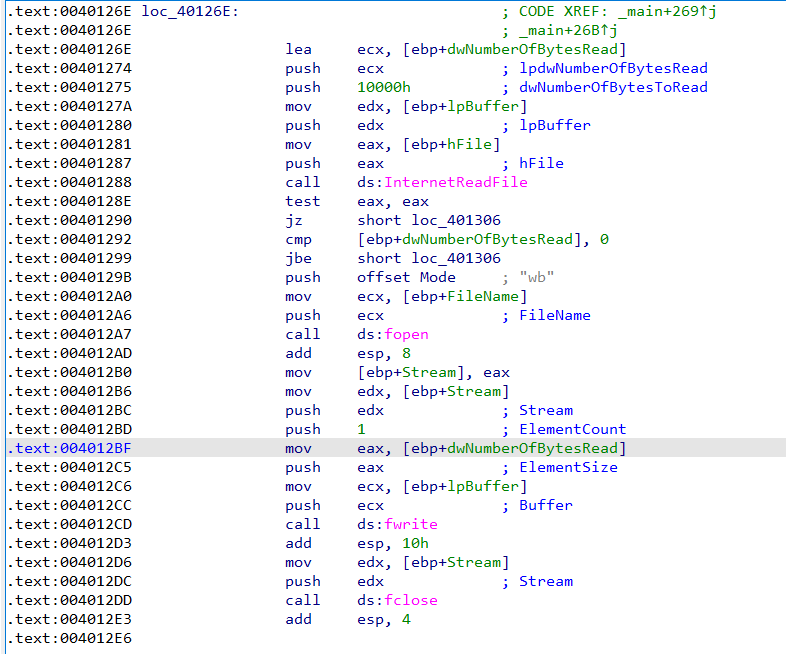 .text:0040126E loc_40126E: ; CODE XREF: _main+269↑j
.text:0040126E ; _main+26B↑j
.text:0040126E lea ecx, [ebp+dwNumberOfBytesRead]
.text:00401274 push ecx ; lpdwNumberOfBytesRead
.text:00401275 push 10000h ; dwNumberOfBytesToRead
.text:0040127A mov edx, [ebp+lpBuffer]
.text:00401280 push edx ; lpBuffer
.text:00401281 mov eax, [ebp+hFile]
.text:00401287 push eax ; hFile
.text:00401288 call ds:InternetReadFile
.text:0040128E test eax, eax
.text:00401290 jz short loc_401306
.text:00401292 cmp [ebp+dwNumberOfBytesRead], 0
.text:00401299 jbe short loc_401306
.text:0040129B push offset Mode ; "wb"
.text:004012A0 mov ecx, [ebp+FileName]
.text:004012A6 push ecx ; FileName
.text:004012A7 call ds:fopen
.text:004012AD add esp, 8
.text:004012B0 mov [ebp+Stream], eax
.text:004012B6 mov edx, [ebp+Stream]
.text:004012BC push edx ; Stream
.text:004012BD push 1 ; ElementCount
.text:004012BF mov eax, [ebp+dwNumberOfBytesRead]
.text:004012C5 push eax ; ElementSize
.text:004012C6 mov ecx, [ebp+lpBuffer]
.text:004012CC push ecx ; Buffer
.text:004012CD call ds:fwrite
.text:004012D3 add esp, 10h
.text:004012D6 mov edx, [ebp+Stream]
.text:004012DC push edx ; Stream
.text:004012DD call ds:fclose
.text:004012E3 add esp, 4
.text:004012E6